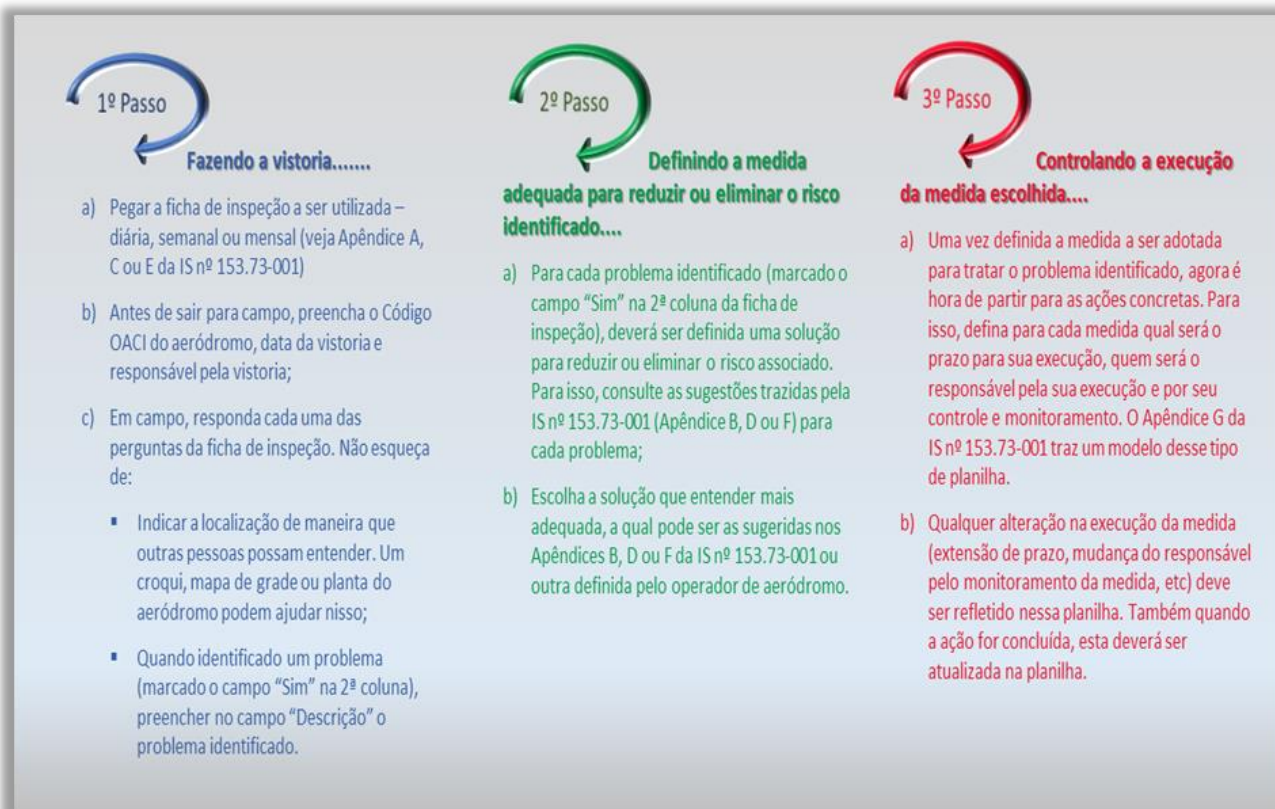 1º Passo
Fazendo a vistoria.......
a) Pegar a ficha de inspeção a ser utilizada –
diária, semanal ou mensal (veja Apêndice A,
C ou E da IS nº 153.73-001)
b) Antes de sair para campo, preencha o Código
OACI do aeródromo, data da vistoria e
responsável pela vistoria;
c) Em campo, responda cada uma das
perguntas da ficha de inspeção. Não esqueça
de:
▪ Indicar a localização de maneira que
outras pessoas possam entender. Um
croqui, mapa de grade ou planta do
aeródromo podem ajudar nisso;
▪ Quando identificado um problema
(marcado o campo “Sim” na 2ª coluna),
preencher no campo “Descrição” o
problema identificado.
2º Passo
Definindo a medida
adequada para reduzir ou eliminar o risco
identificado....
a) Para cada problema identificado (marcado o
campo “Sim” na 2ª coluna da ficha de
inspeção), deverá ser definida uma solução
para reduzir ou eliminar o risco associado.
Para isso, consulte as sugestões trazidas pela
IS nº 153.73-001 (Apêndice B, D ou F) para
cada problema;
b) Escolha a solução que entender mais
adequada, a qual pode ser as sugeridas nos
Apêndices B, D ou F da IS nº 153.73-001 ou
outra definida pelo operador de aeródromo.
3º Passo
Controlando a execução
da medida escolhida....
a) Uma vez definida a medida a ser adotada
para tratar o problema identificado, agora é
hora de partir para as ações concretas. Para
isso, defina para cada medida qual será o
prazo para sua execução, quem será o
responsável pela sua execução e por seu
controle e monitoramento. O Apêndice G da
IS nº 153.73-001 traz um modelo desse tipo
de planilha.
b) Qualquer alteração na execução da medida
(extensão de prazo, mudança do responsável
pelo monitoramento da medida, etc) deve
ser refletido nessa planilha. Também quando
a ação for concluída, esta deverá ser
atualizada na planilha.